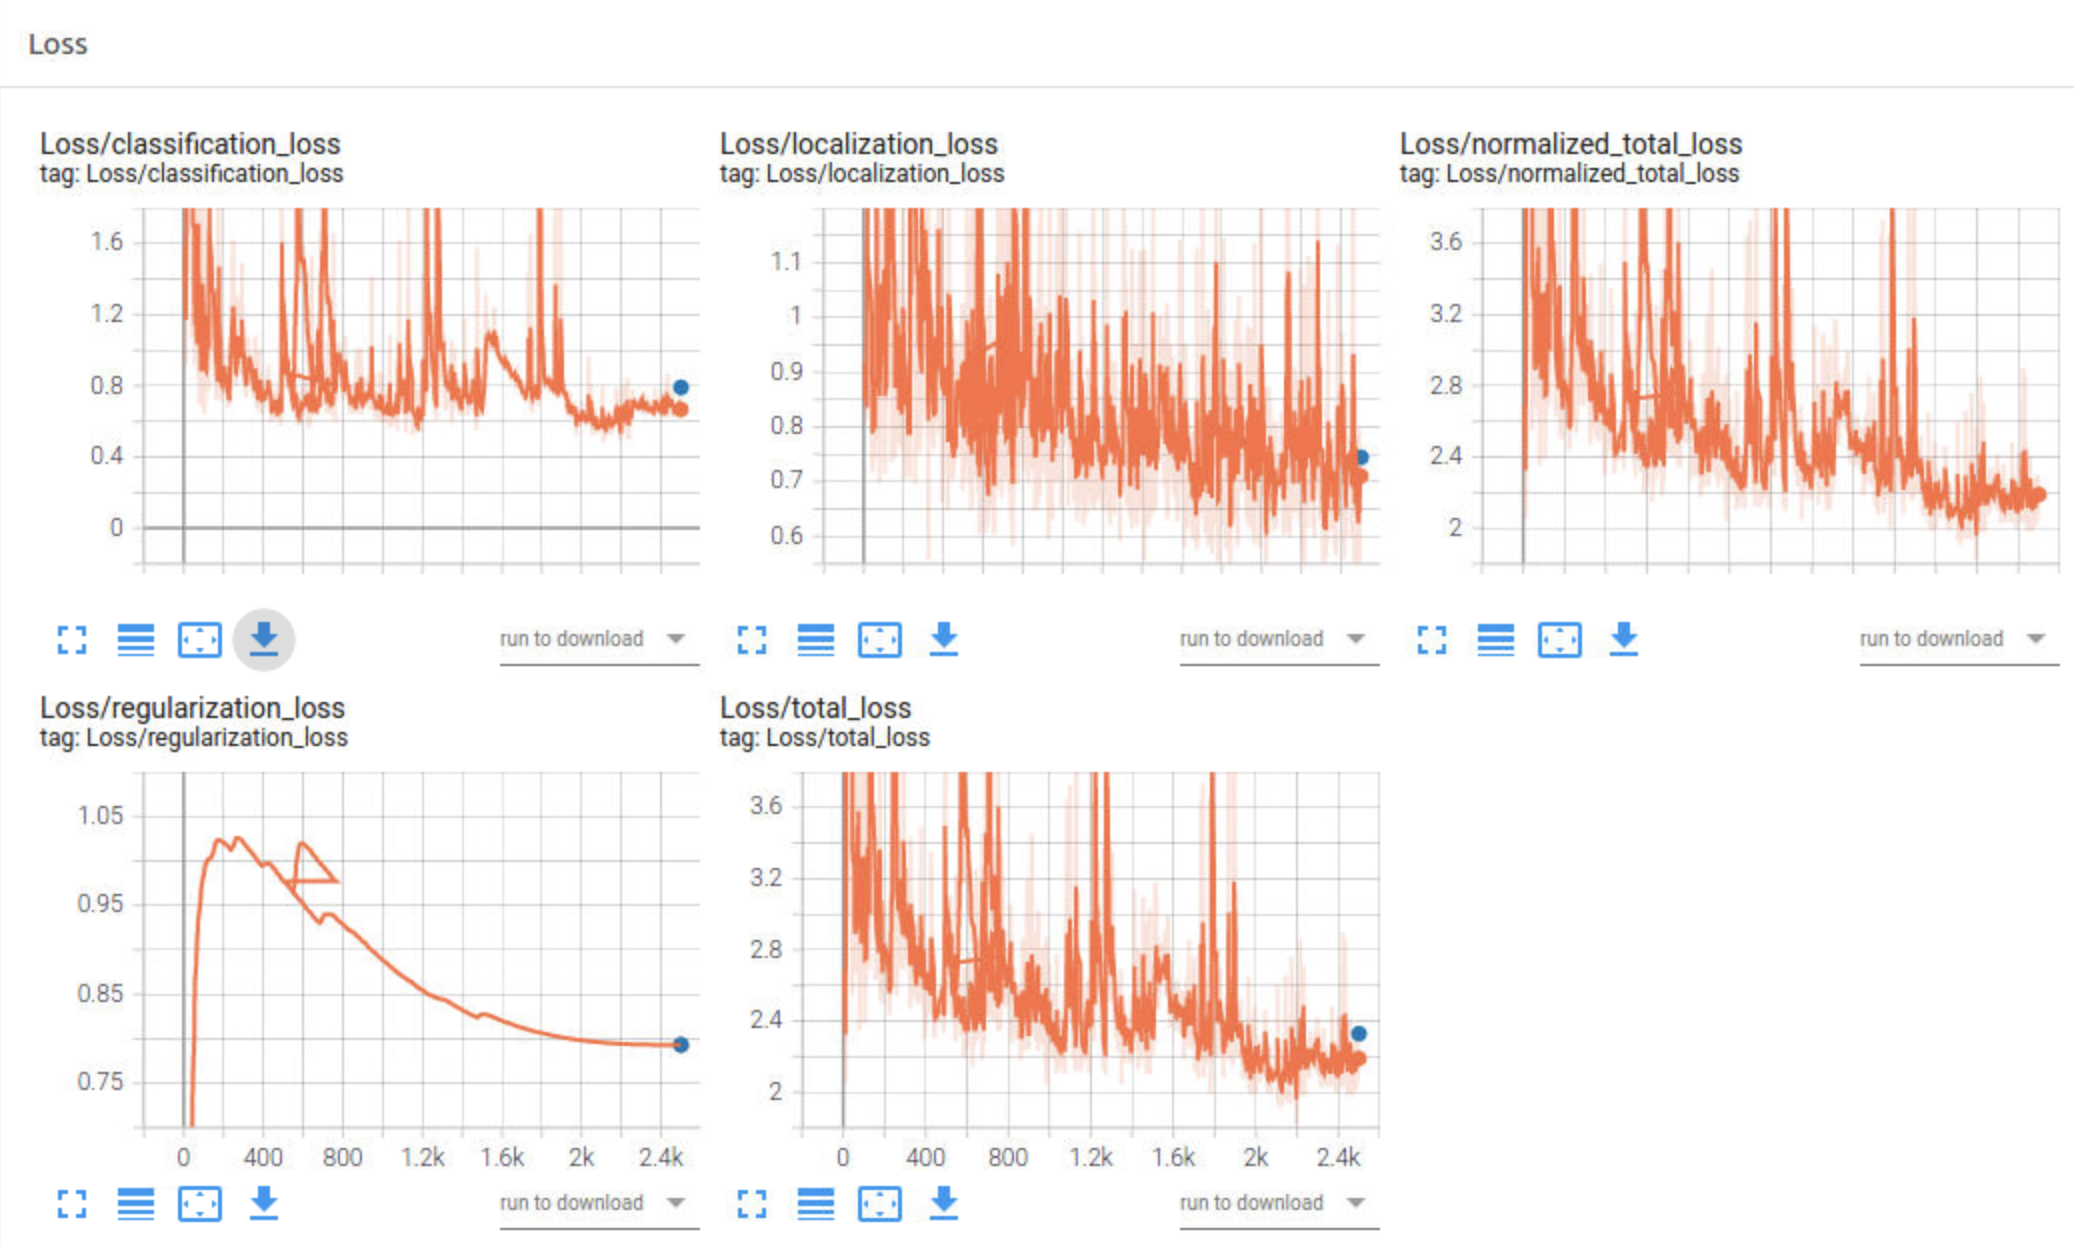 Loss
Loss/classification_loss
tag: Loss/classification_loss
1.6
1.2
0.8
0.4
0
run to download
Loss/localization_loss
tag: Loss/localization_loss
1.1
1
0.9
0.8
0.7
0.6
run to download
Loss/normalized_total_loss
tag: Loss/normalized_total_loss
3.6
3.2
2.8
2.4
2
run to download
Loss/regularization_loss
tag: Loss/regularization_loss
1.05
0.95
0.85
0.75
0 400 800 1.2k 1.6k 2k 2.4k
run to download
Loss/total_loss
tag: Loss/total_loss
3.6
3.2
2.8
2.4
2
0 400 800 1.2k 1.6k 2k 2.4k
run to download